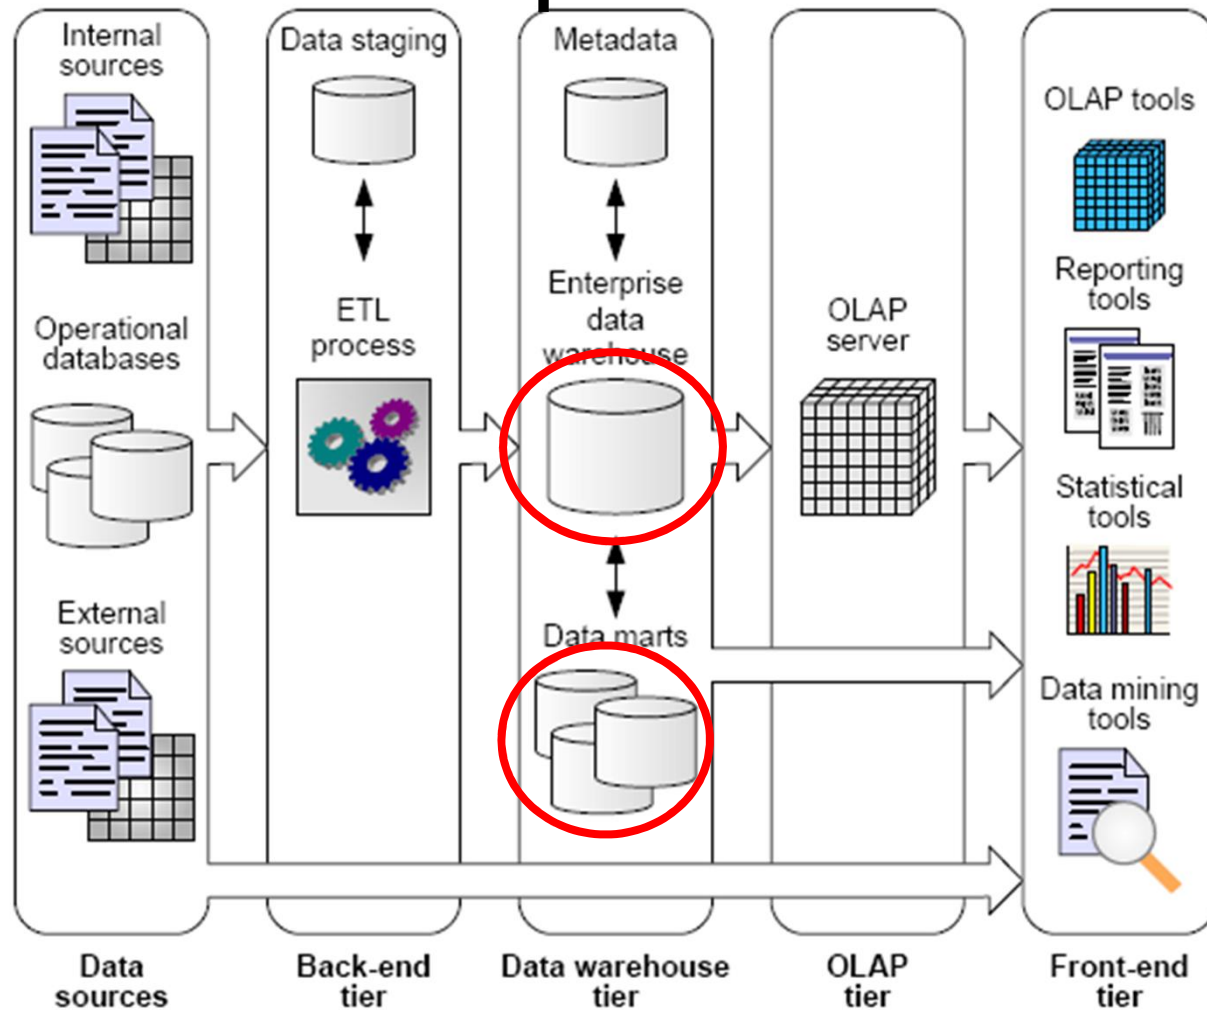 Internal
sources
Operational
databases
External
sources
Data
sources
Data staging
ETL
process
Back-end
tier
Metadata
Enterprise
data
warehouse
Data marts
Data warehouse
tier
OLAP
server
OLAP
tier
OLAP tools
Reporting
tools
Statistical
tools
Data mining
tools
Front-end
tier